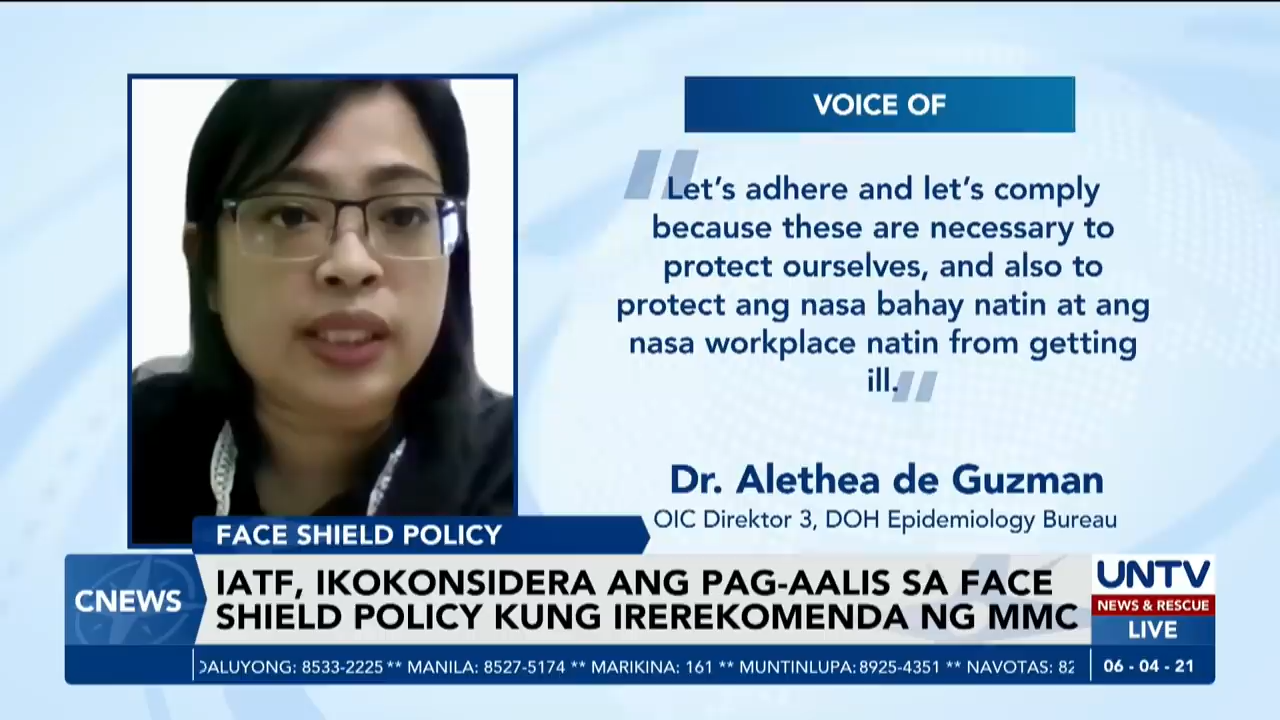 VOICE OF
Let's adhere and let's comply
because these are necessary to
protect ourselves, and also to
protect ang nasa bahay natin at ang
nasa workplace natin from getting
ill.
Dr. Alethea de Guzman
OIC Direktor 3, DOH Epidemiology Bureau
FACE SHIELD POLICY
CNEWS
IATF, IKOKONSIDERA ANG PAG-AALIS SA FACE
SHIELD POLICY KUNG IREREKOMENDA NG MMC
UNTV
NEWS & RESCUE
LIVE
DALUYONG: 8533-2225 ** MANILA: 8527-5174 ** MARIKINA: 161 ** MUNTINLUPA: 8925-4351 ** NAVOTAS: 82
06 - 04 - 21